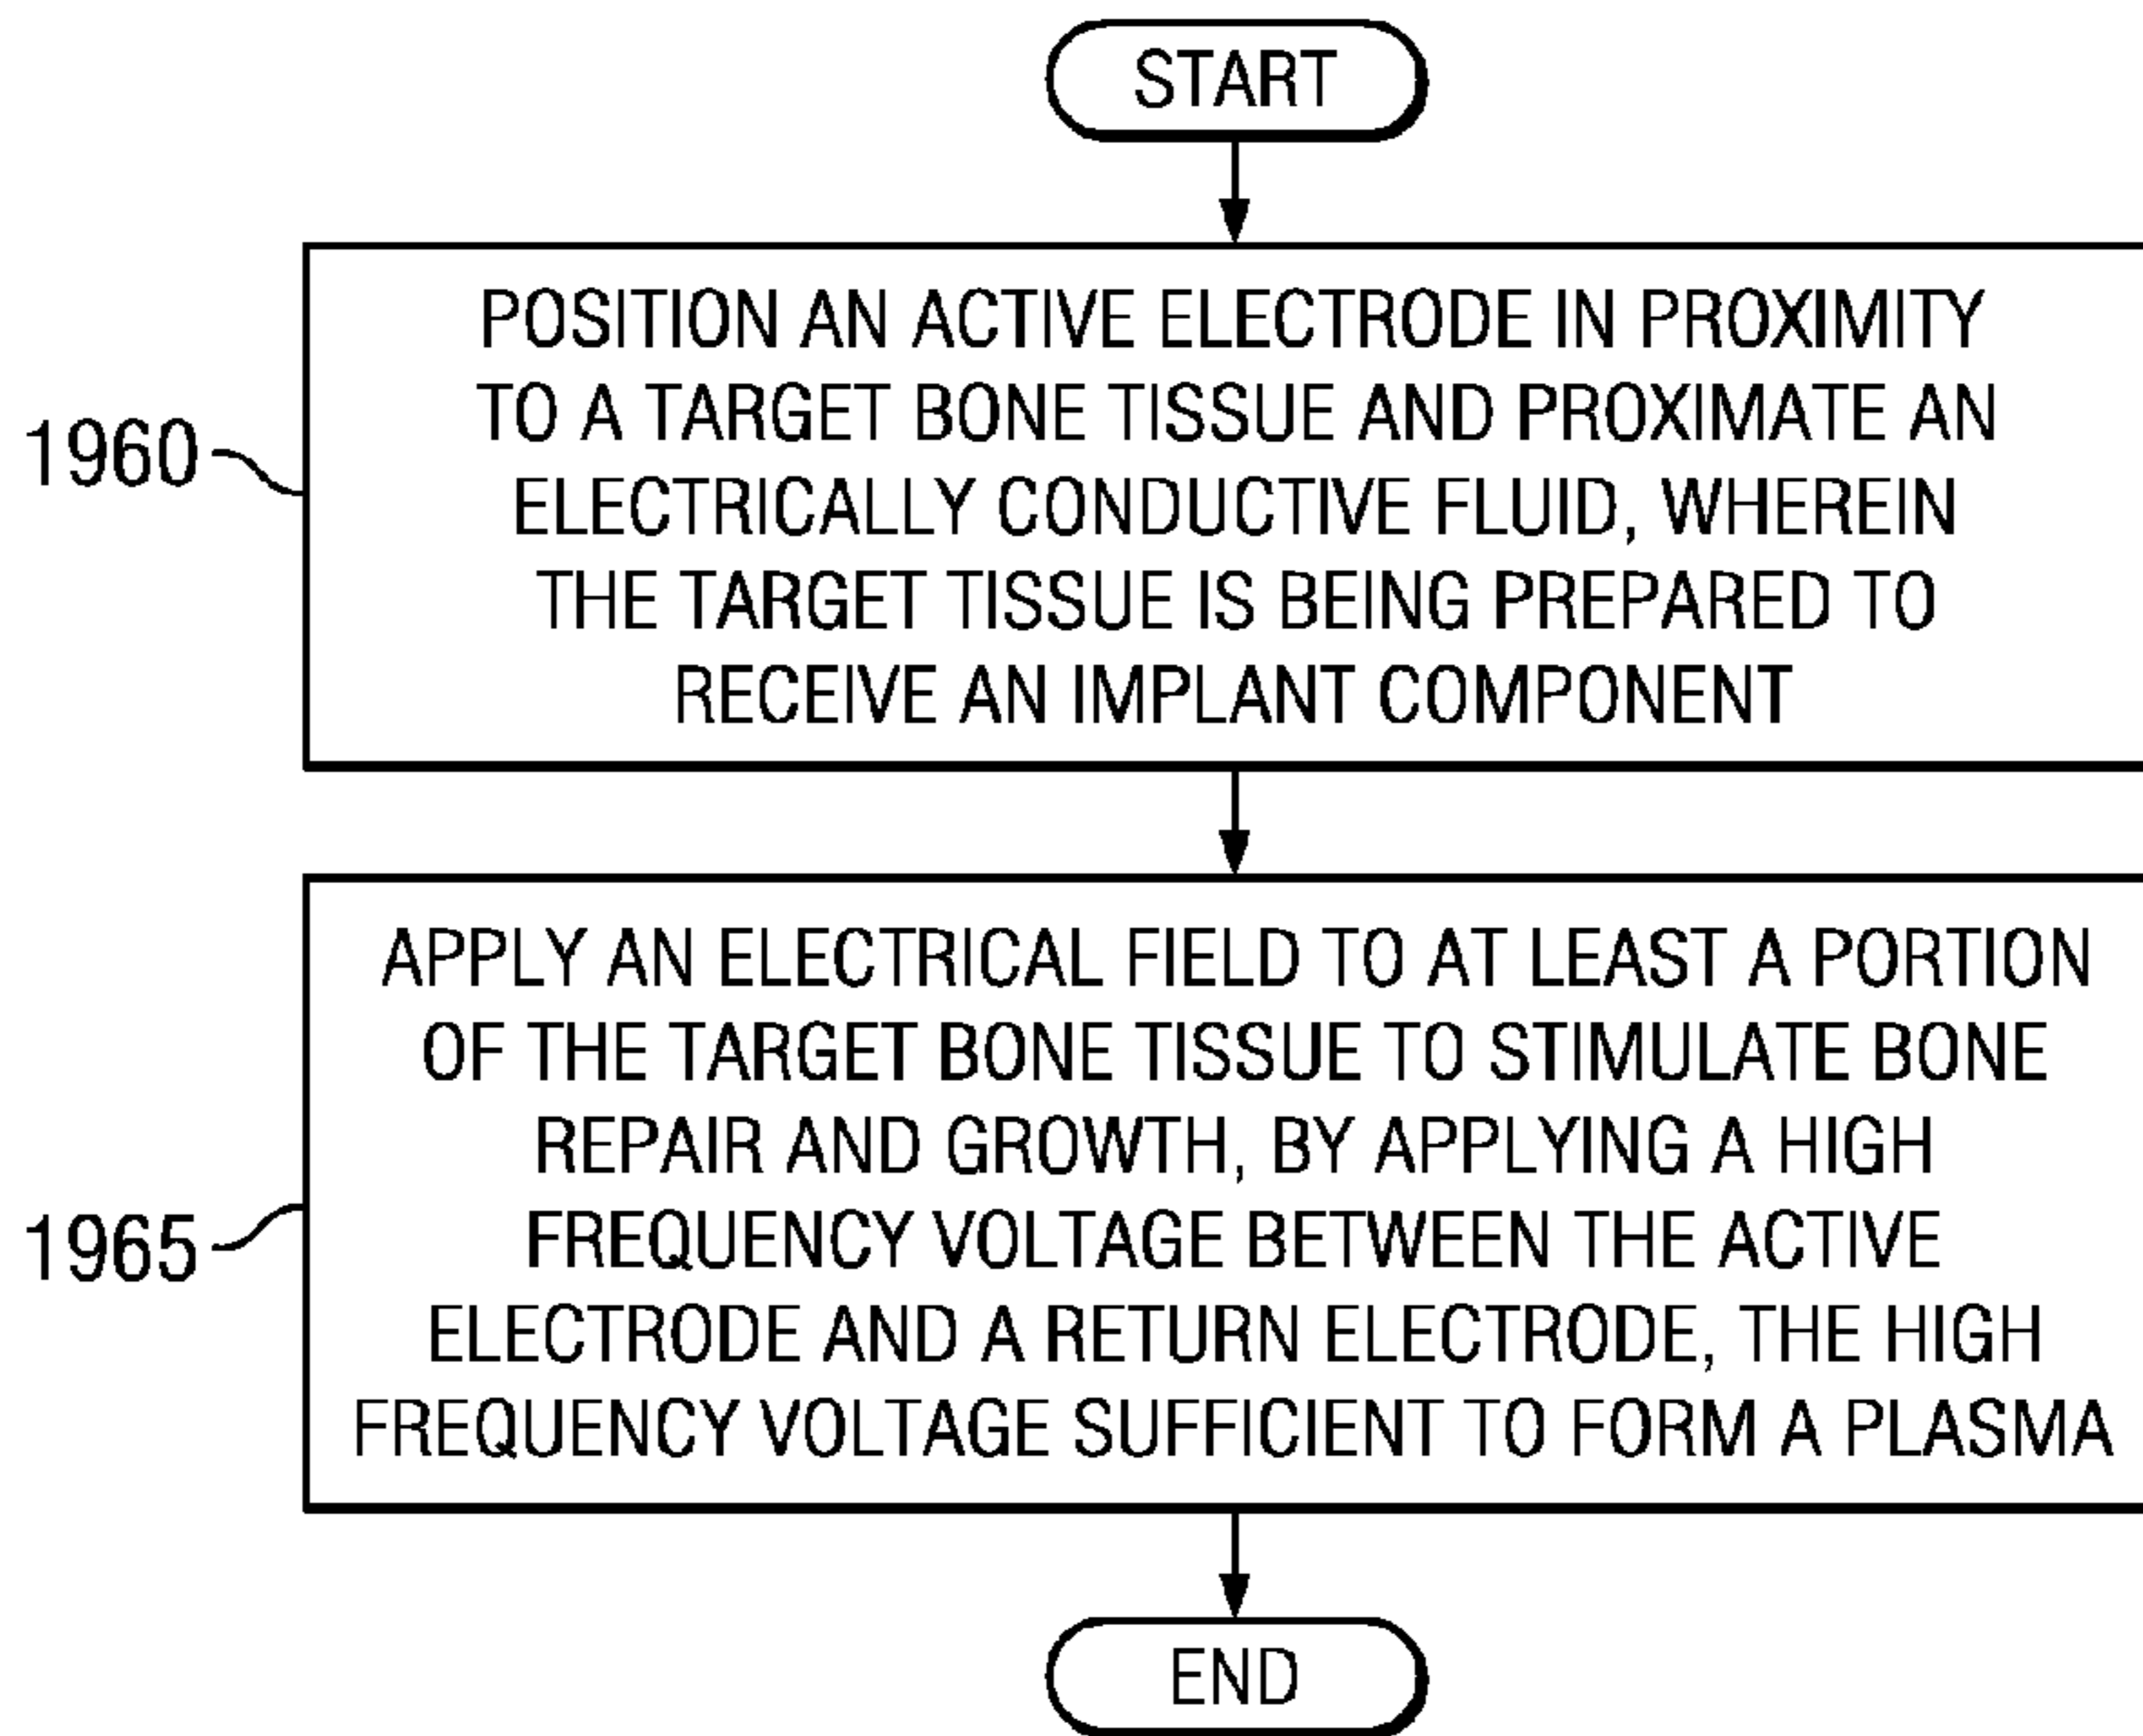 START
POSITION AN ACTIVE ELECTRODE IN PROXIMITY
TO A TARGET BONE TISSUE AND PROXIMATE AN
ELECTRICALLY CONDUCTIVE FLUID, WHEREIN
THE TARGET TISSUE IS BEING PREPARED TO
RECEIVE AN IMPLANT COMPONENT
1960
APPLY AN ELECTRICAL FIELD TO AT LEAST A PORTION
OF THE TARGET BONE TISSUE TO STIMULATE BONE
REPAIR AND GROWTH, BY APPLYING A HIGH
FREQUENCY VOLTAGE BETWEEN THE ACTIVE
ELECTRODE AND A RETURN ELECTRODE, THE HIGH
FREQUENCY VOLTAGE SUFFICIENT TO FORM A PLASMA
1965
END